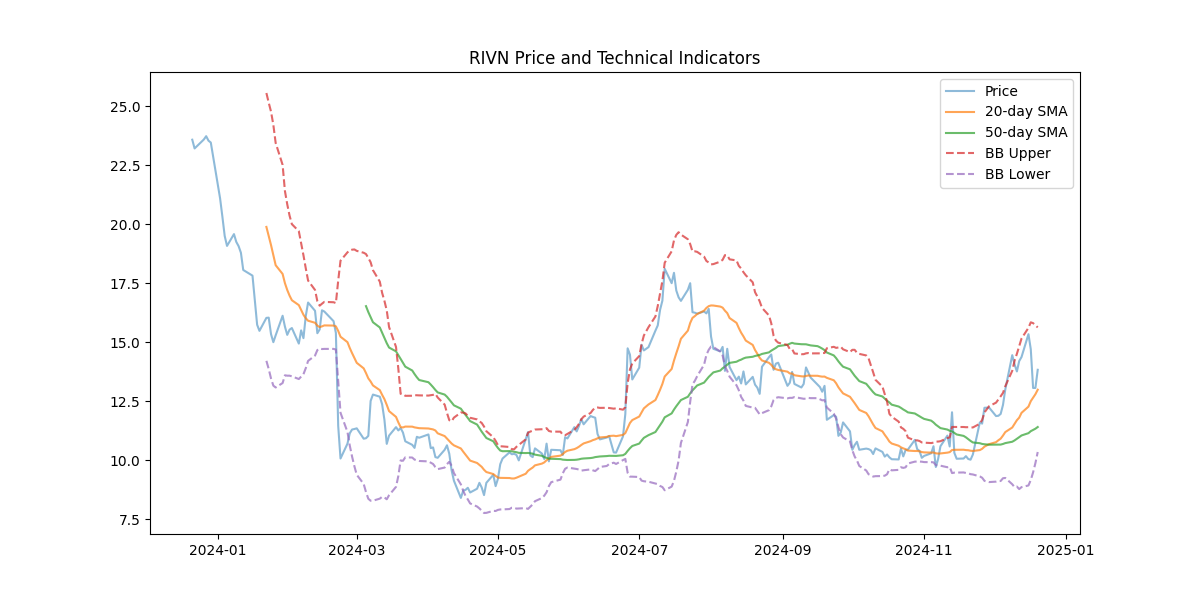 RIVN Price and Technical Indicators
25.0
22.5
20.0
17.5
15.0
12.5
10.0
7.5
Price
20-day SMA
50-day SMA
BB Upper
BB Lower
2024-01
2024-03
2024-05
2024-07
2024-09
2024-11
2025-01